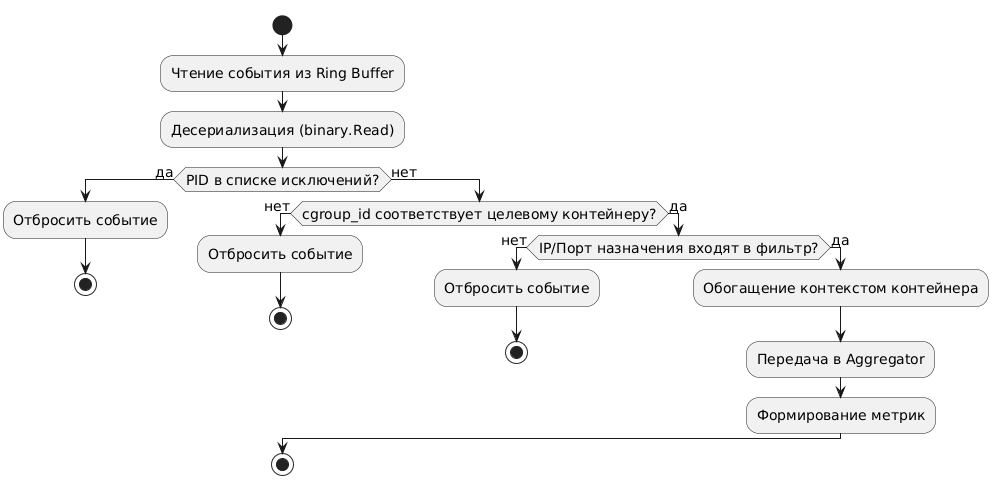 Чтение события из Ring Buffer
Десериализация (binary.Read)
да
PID в списке исключений?
нет
Отбросить событие
нет
cgroup_id соответствует целевому контейнеру?
да
Отбросить событие
нет
IP/Порт назначения входят в фильтр?
да
Отбросить событие
Обогащение контекстом контейнера
Передача в Aggregator
Формирование метрик